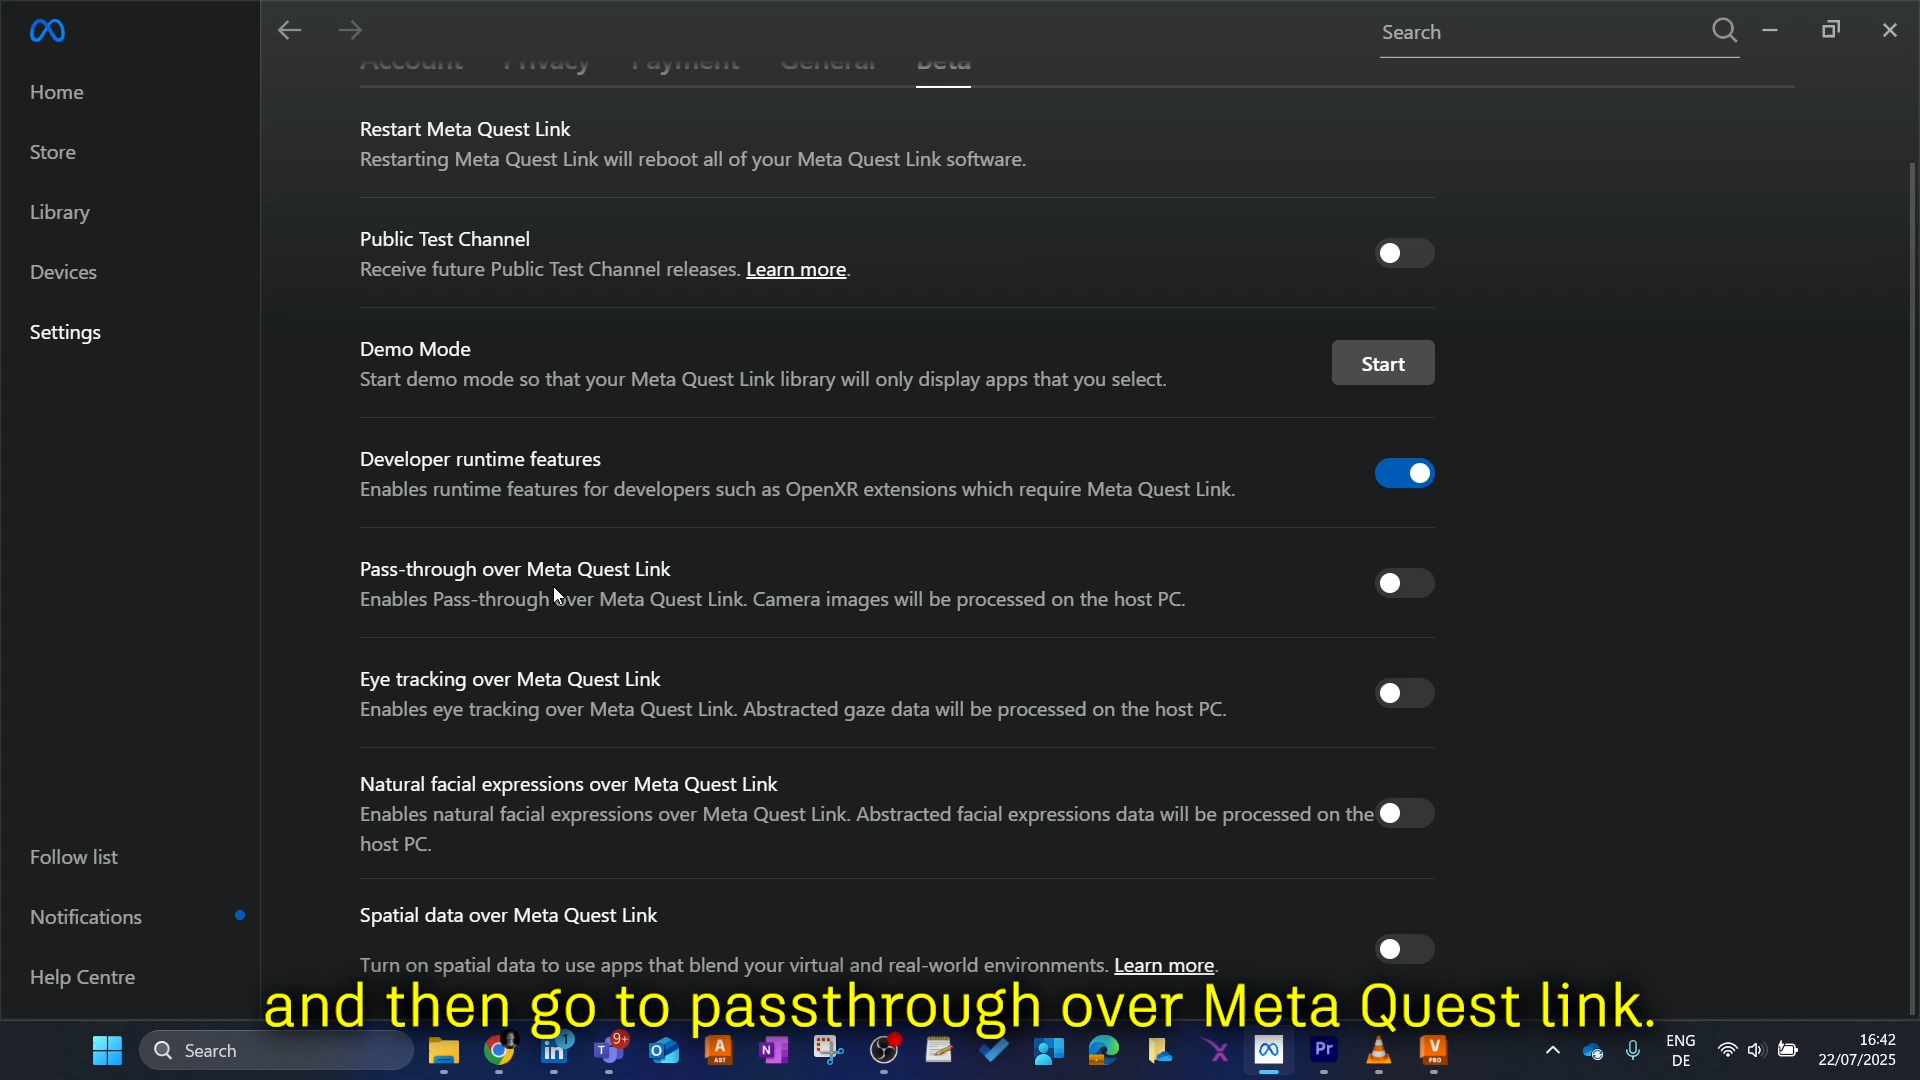 Search
Account Privacy Payment General Beta
Home
Store
Library
Devices
Settings
Follow list
Notifications
Help Centre
Restart Meta Quest Link
Restarting Meta Quest Link will reboot all of your Meta Quest Link software.
Public Test Channel
Receive future Public Test Channel releases. Learn more.
Demo Mode
Start demo mode so that your Meta Quest Link library will only display apps that you select.
Start
Developer runtime features
Enables runtime features for developers such as OpenXR extensions which require Meta Quest Link.
Pass-through over Meta Quest Link
Enables Pass-through over Meta Quest Link. Camera images will be processed on the host PC.
Eye tracking over Meta Quest Link
Enables eye tracking over Meta Quest Link. Abstracted gaze data will be processed on the host PC.
Natural facial expressions over Meta Quest Link
Enables natural facial expressions over Meta Quest Link. Abstracted facial expressions data will be processed on the
host PC.
Spatial data over Meta Quest Link
Turn on spatial data to use apps that blend your virtual and real-world environments. Learn more.
and then go to passthrough over Meta Quest link.
Search
1
9+
A
AST
N
Pr
V
PRO
ENG
DE
16:42
22/07/2025